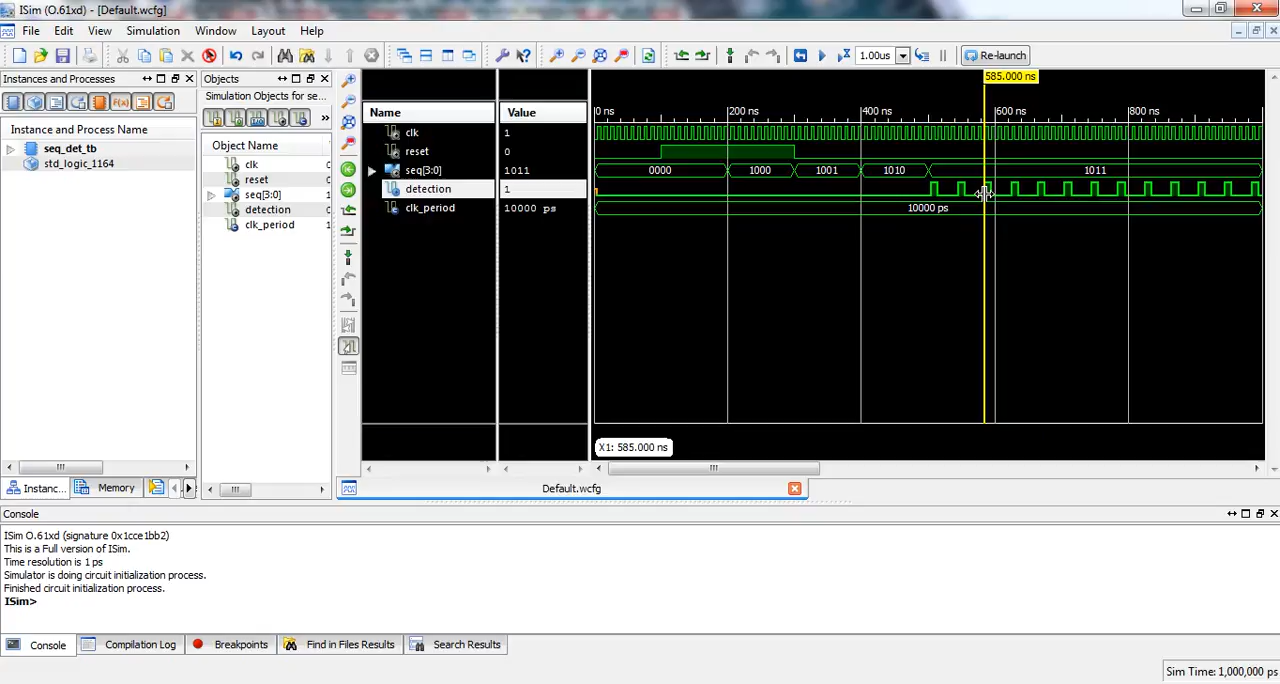 ISim (O.61xd) - [Default.wcfg]
File Edit View Simulation Window Layout Help
1.00us Re-launch
Instances and Processes
Instance and Process Name
seq_det_tb
std_logic_1164
Instanc... Memory
Objects
Simulation Objects for se...
»
Object Name
clk 0
reset 0
seq[3:0] 1
detection 0
clk_period 1
Name Value
clk 1
reset 0
seq[3:0] 1011
detection 1
clk_period 10000 ps
585.000 ns
0 ns 200 ns 400 ns 600 ns 800 ns
0000 1000 1001 1010 1011
10000 ps
X1: 585.000 ns
Default.wcfg
Console
ISim O.61xd (signature 0x1cce1bb2)
This is a Full version of ISim.
Time resolution is 1 ps
Simulator is doing circuit initialization process.
Finished circuit initialization process.
ISim>
Console Compilation Log Breakpoints Find in Files Results Search Results
Sim Time: 1,000,000 ps